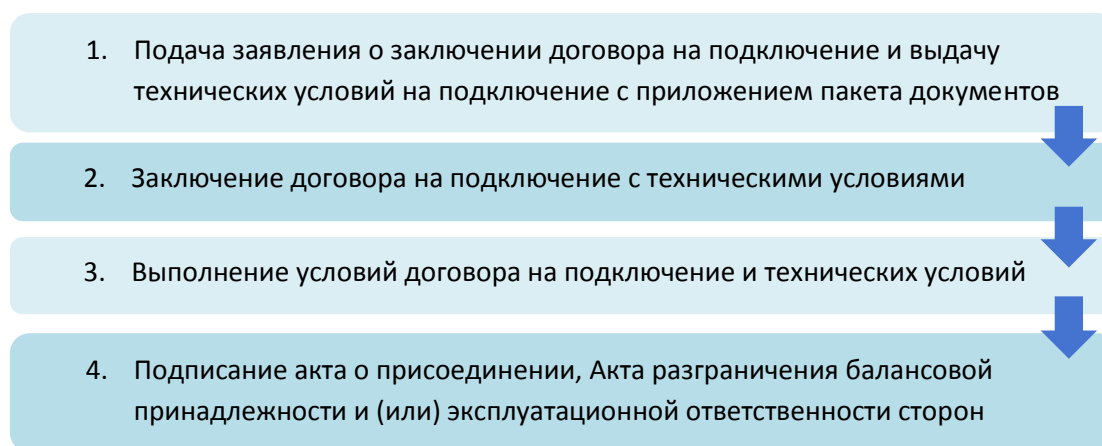 1. Подача заявления о заключении договора на подключение и выдачу
технических условий на подключение с приложением пакета документов
2. Заключение договора на подключение с техническими условиями
3. Выполнение условий договора на подключение и технических условий
4. Подписание акта о присоединении, Акта разграничения балансовой
принадлежности и (или) эксплуатационной ответственности сторон